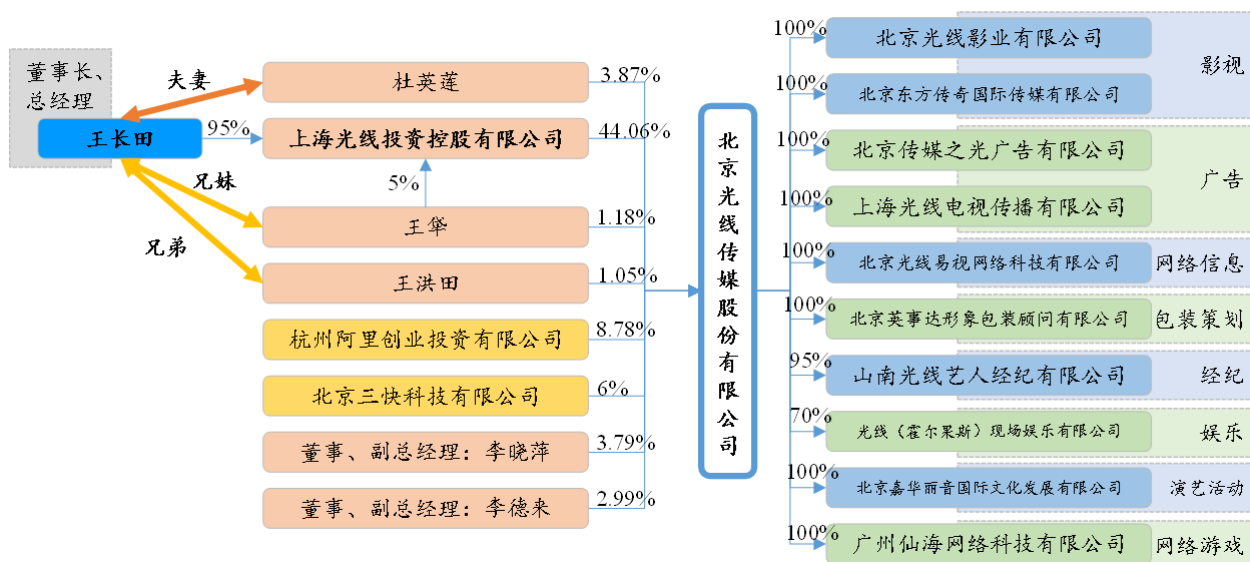 董事长、
总经理
王长田
夫妻
95%
兄妹
兄弟
5%
杜英莲
3.87%
上海光线投资控股有限公司
44.06%
王牮
1.18%
王洪田
1.05%
杭州阿里创业投资有限公司
8.78%
北京三快科技有限公司
6%
董事、副总经理：李晓萍
3.79%
董事、副总经理：李德来
2.99%
北京光线传媒股份有限公司
100%
北京光线影业有限公司
影视
100%
北京东方传奇国际传媒有限公司
100%
北京传媒之光广告有限公司
广告
100%
上海光线电视传播有限公司
100%
北京光线易视网络科技有限公司
网络信息
100%
北京英事达形象包装顾问有限公司
包装策划
95%
山南光线艺人经纪有限公司
经纪
70%
光线（霍尔果斯）现场娱乐有限公司
娱乐
100%
北京嘉华丽音国际文化发展有限公司
演艺活动
100%
广州仙海网络科技有限公司
网络游戏